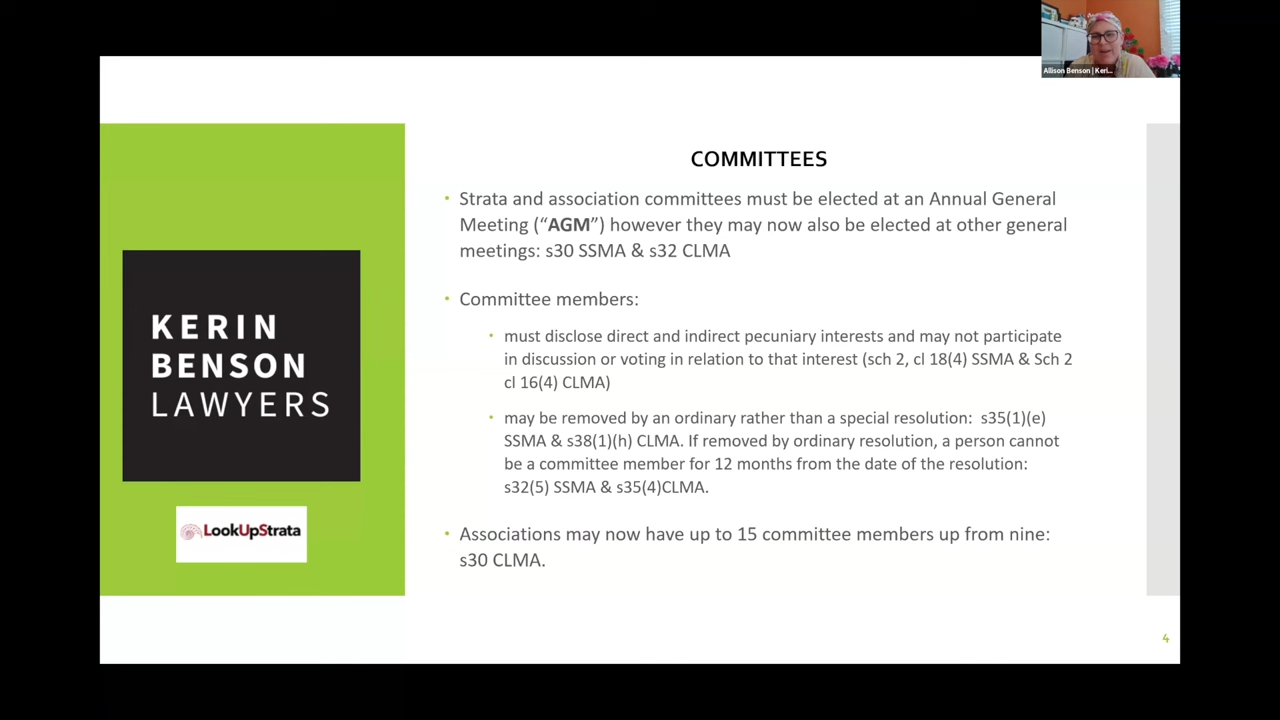 Allison Benson | Keri...
COMMITTEES
• Strata and association committees must be elected at an Annual General
Meeting (“AGM”) however they may now also be elected at other general
meetings: s30 SSMA & s32 CLMA
• Committee members:
• must disclose direct and indirect pecuniary interests and may not participate
in discussion or voting in relation to that interest (sch 2, cl 18(4) SSMA & Sch 2
cl 16(4) CLMA)
• may be removed by an ordinary rather than a special resolution:  s35(1)(e)
SSMA & s38(1)(h) CLMA. If removed by ordinary resolution, a person cannot
be a committee member for 12 months from the date of the resolution:
s32(5) SSMA & s35(4)CLMA.
• Associations may now have up to 15 committee members up from nine:
s30 CLMA.
KERIN
BENSON
LAWYERS
LookUpStrata
4